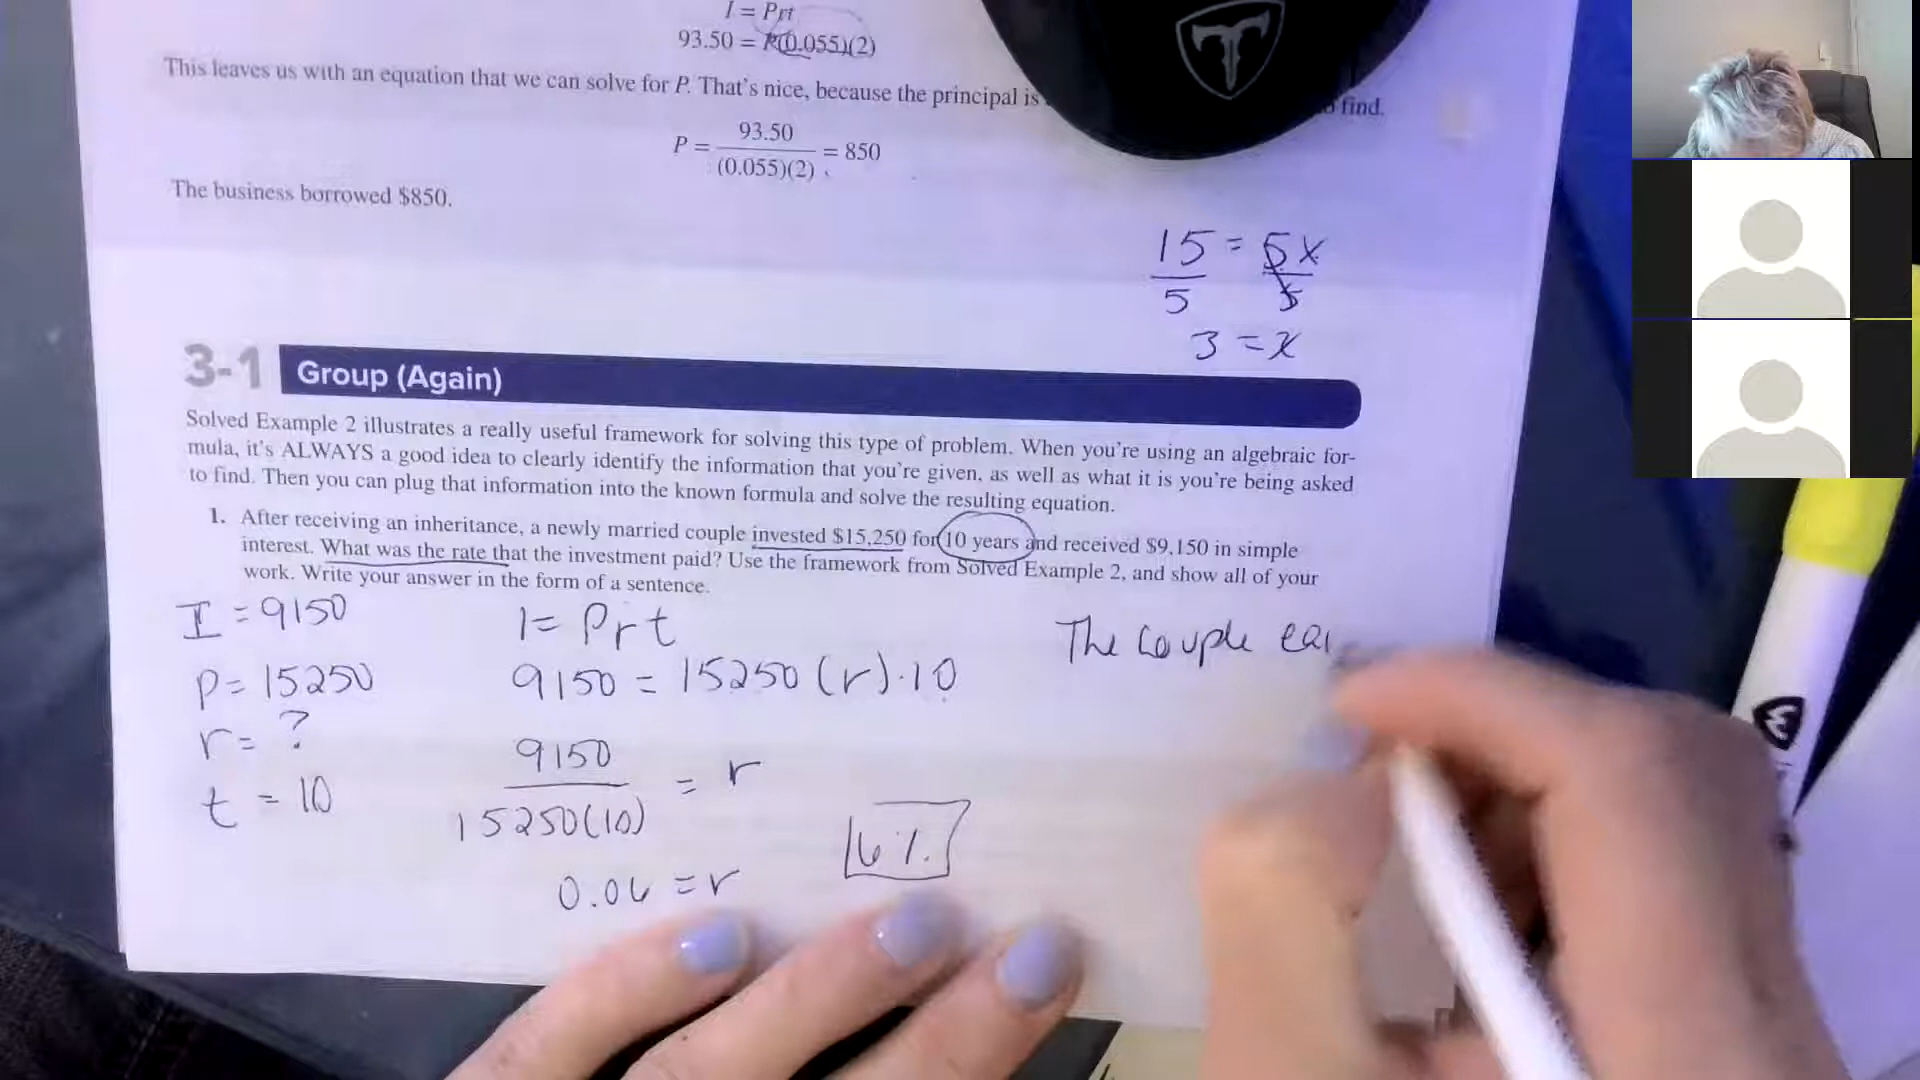 I = Prt
93.50 = P(0.055)(2)
This leaves us with an equation that we can solve for P. That's nice, because the principal is
find.
P = 93.50 / (0.055)(2) = 850
The business borrowed $850.
15 = 5x
5 5
3 = x
3-1 Group (Again)
Solved Example 2 illustrates a really useful framework for solving this type of problem. When you're using an algebraic for-
mula, it's ALWAYS a good idea to clearly identify the information that you're given, as well as what it is you're being asked
to find. Then you can plug that information into the known formula and solve the resulting equation.
1. After receiving an inheritance, a newly married couple invested $15,250 for 10 years and received $9,150 in simple
interest. What was the rate that the investment paid? Use the framework from Solved Example 2, and show all of your
work. Write your answer in the form of a sentence.
I = 9150
P = 15250
r = ?
t = 10
I = Prt
9150 = 15250 (r) · 10
9150 / 15250(10) = r
0.06 = r
6%
The couple